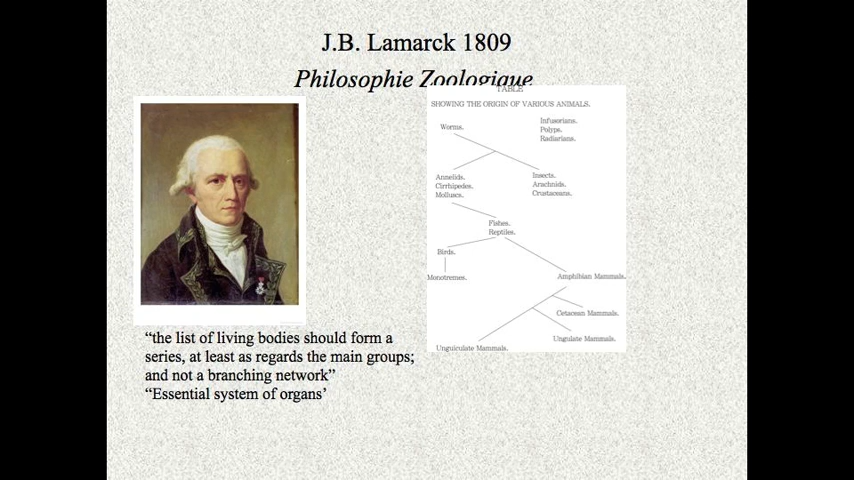 J.B. Lamarck 1809
Philosophie Zoologique
TABLE
SHOWING THE ORIGIN OF VARIOUS ANIMALS.
Worms.
Infusorians.
Polyps.
Radiarians.
Annelids.
Cirrhipedes.
Molluscs.
Insects.
Arachnids.
Crustaceans.
Fishes.
Reptiles.
Birds.
Monotremes.
Amphibian Mammals.
Cetacean Mammals.
Ungulate Mammals.
Unguiculate Mammals.
“the list of living bodies should form a
series, at least as regards the main groups;
and not a branching network”
“Essential system of organs’